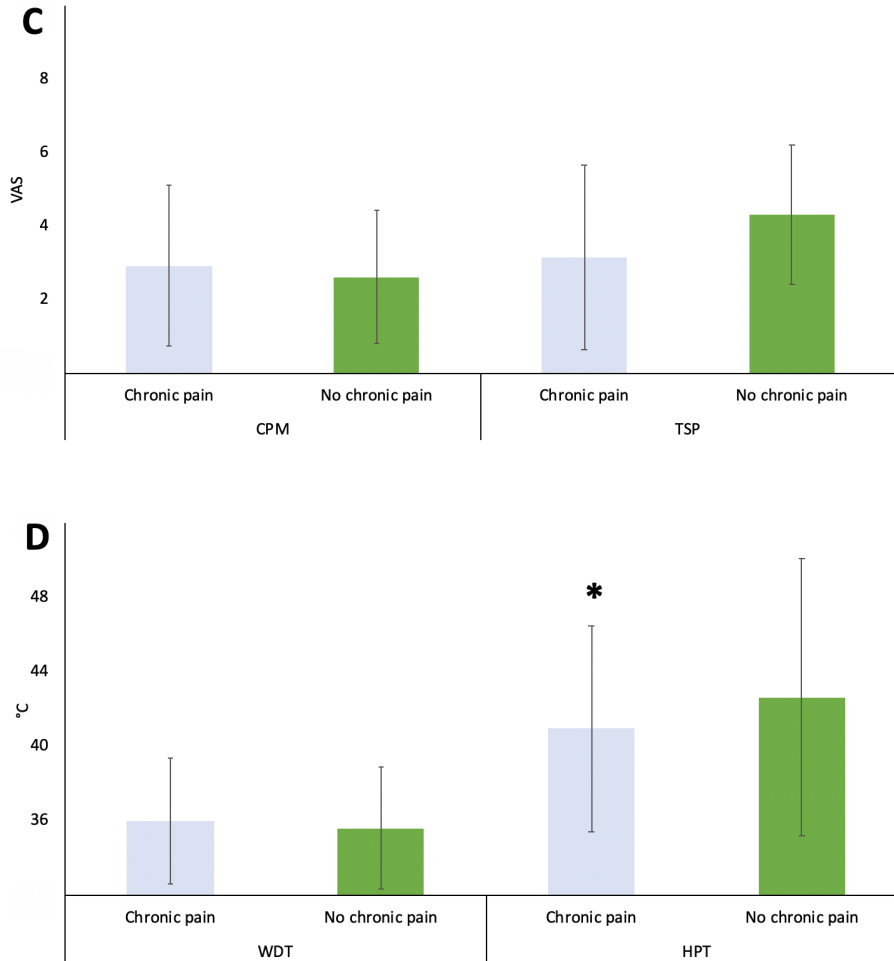 C
8
6
VAS
4
2
Chronic pain No chronic pain Chronic pain No chronic pain
CPM TSP
D
*
48
44
°C
40
36
Chronic pain No chronic pain Chronic pain No chronic pain
WDT HPT